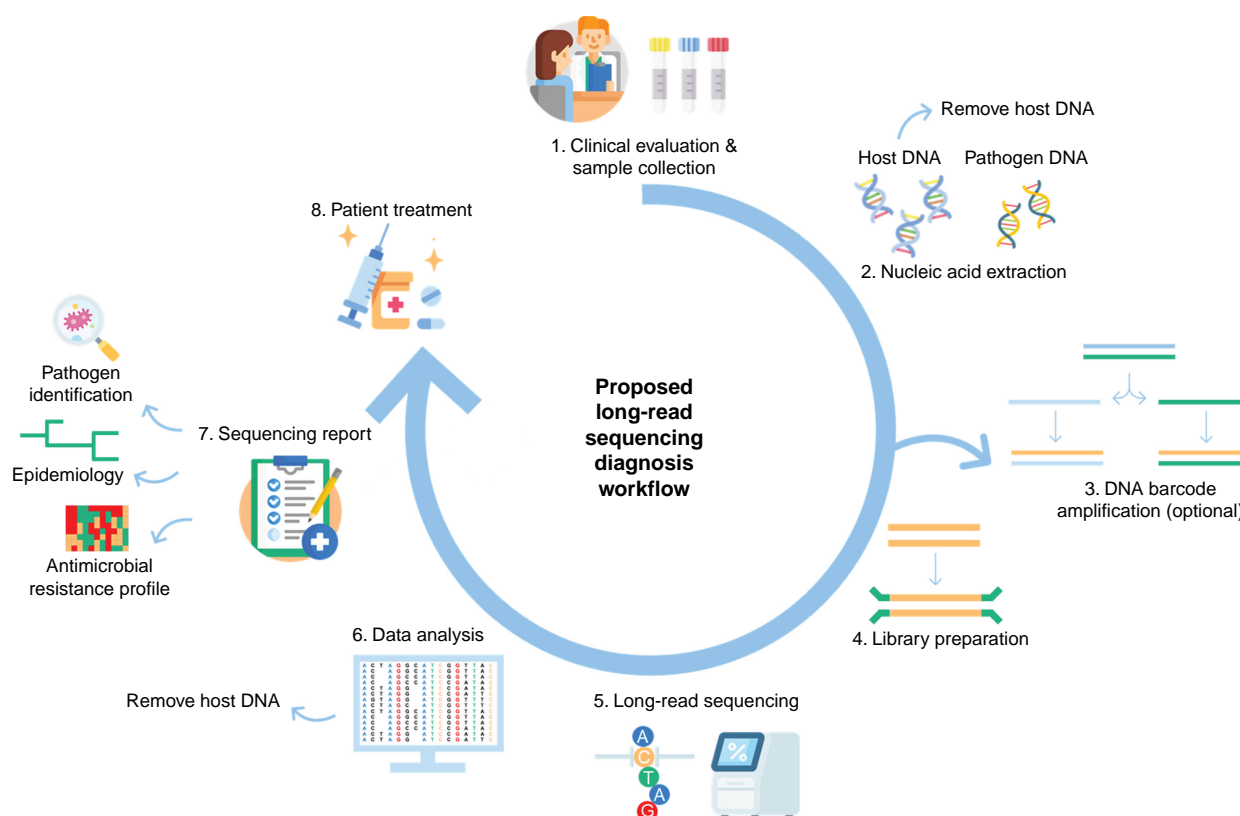 1. Clinical evaluation &
sample collection
Remove host DNA
Host DNA
Pathogen DNA
2. Nucleic acid extraction
3. DNA barcode
amplification (optional)
4. Library preparation
5. Long-read sequencing
A
C
T
A
G
6. Data analysis
Remove host DNA
7. Sequencing report
Pathogen
identification
Epidemiology
Antimicrobial
resistance profile
8. Patient treatment
Proposed
long-read
sequencing
diagnosis
workflow